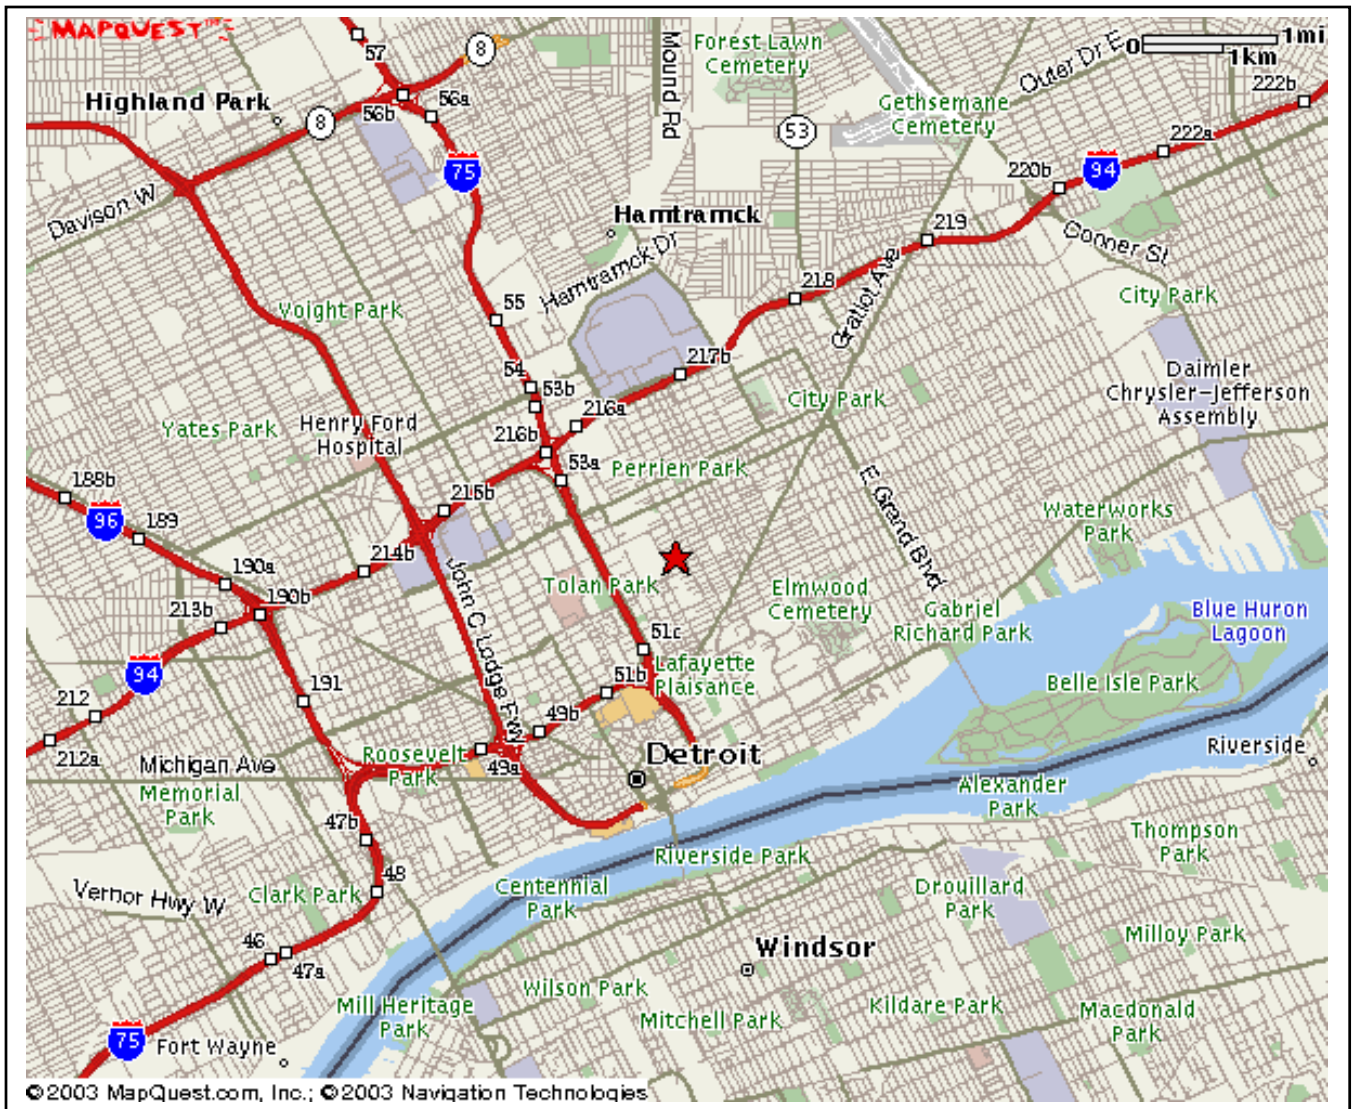 MAPQUEST
57
8
Mound Rd
Forest Lawn
Cemetery
Outer Dr E
0
1mi
1km
222b
Highland Park
56b
56a
8
Gethsemane
Cemetery
53
222a
75
220b
94
Davison W
Hamtramck
219
Conner St
Hamtramck Dr
Voight Park
55
218
Gratiot Ave
City Park
54
53b
217b
Daimler
Chrysler-Jefferson
Assembly
City Park
216a
Yates Park
Henry Ford
Hospital
216b
53a
Perrien Park
188b
215b
E Grand Blvd
96
189
Waterworks
Park
190a
214b
John C Lodge Fwy
Tolan Park
Elmwood
Cemetery
190b
213b
Gabriel
Richard Park
Blue Huron
Lagoon
51c
94
Lafayette
Plaisance
212
191
51b
Belle Isle Park
49b
212a
Michigan Ave
Roosevelt
Park
49a
Detroit
Riverside
Memorial
Park
Alexander
Park
47b
Thompson
Park
Riverside Park
48
Vernor Hwy W
Clark Park
Centennial
Park
Drouillard
Park
46
47a
Windsor
Milloy Park
Mill Heritage
Park
Wilson Park
Mitchell Park
Kildare Park
Macdonald
Park
75
Fort Wayne
©2003 MapQuest.com, Inc.; ©2003 Navigation Technologies